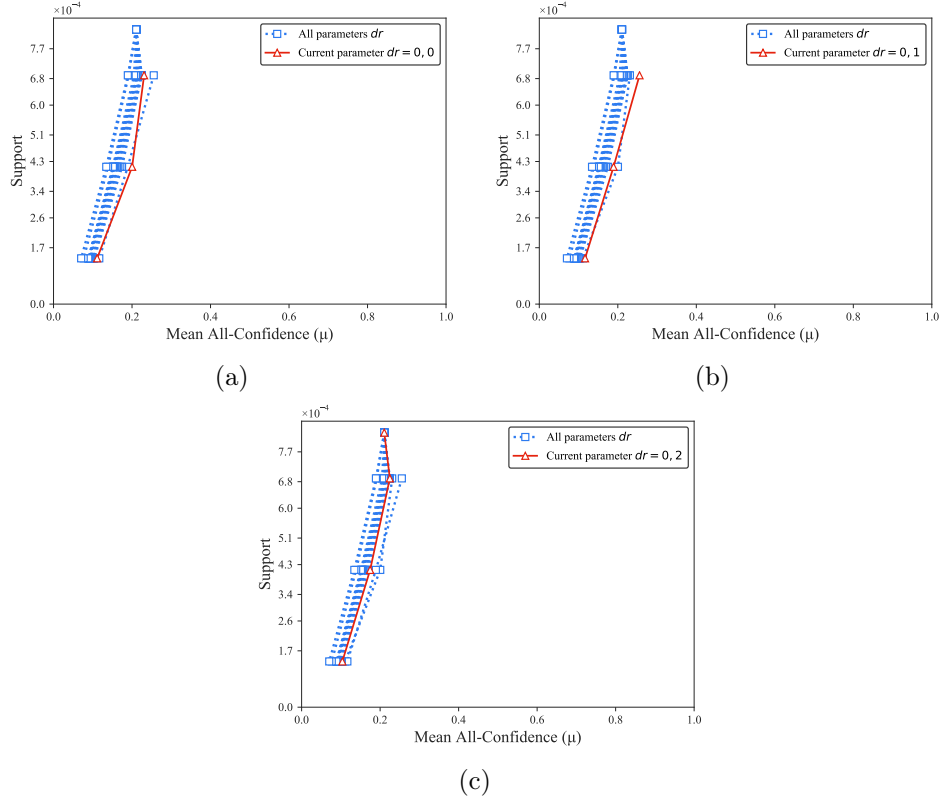 ×10⁻⁴
All parameters dr
Current parameter dr = 0, 0
7.7
6.8
6.0
5.1
4.3
3.4
2.6
1.7
0.0
Support
0.0 0.2 0.4 0.6 0.8 1.0
Mean All-Confidence (μ)
(a)
×10⁻⁴
All parameters dr
Current parameter dr = 0, 1
7.7
6.8
6.0
5.1
4.3
3.4
2.6
1.7
0.0
Support
0.0 0.2 0.4 0.6 0.8 1.0
Mean All-Confidence (μ)
(b)
×10⁻⁴
All parameters dr
Current parameter dr = 0, 2
7.7
6.8
6.0
5.1
4.3
3.4
2.6
1.7
0.0
Support
0.0 0.2 0.4 0.6 0.8 1.0
Mean All-Confidence (μ)
(c)